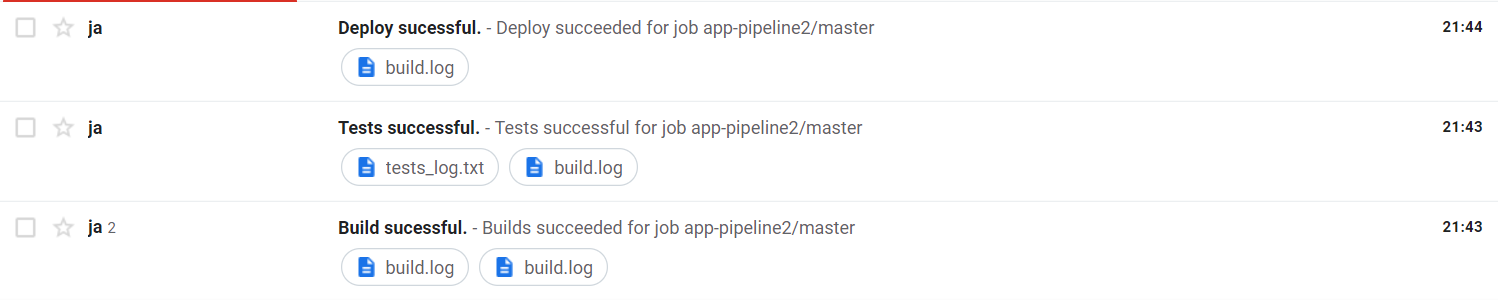 ja Deploy sucessful. - Deploy succeeded for job app-pipeline2/master 21:44
build.log
ja Tests successful. - Tests successful for job app-pipeline2/master 21:43
tests_log.txt build.log
ja 2 Build sucessful. - Builds succeeded for job app-pipeline2/master 21:43
build.log build.log